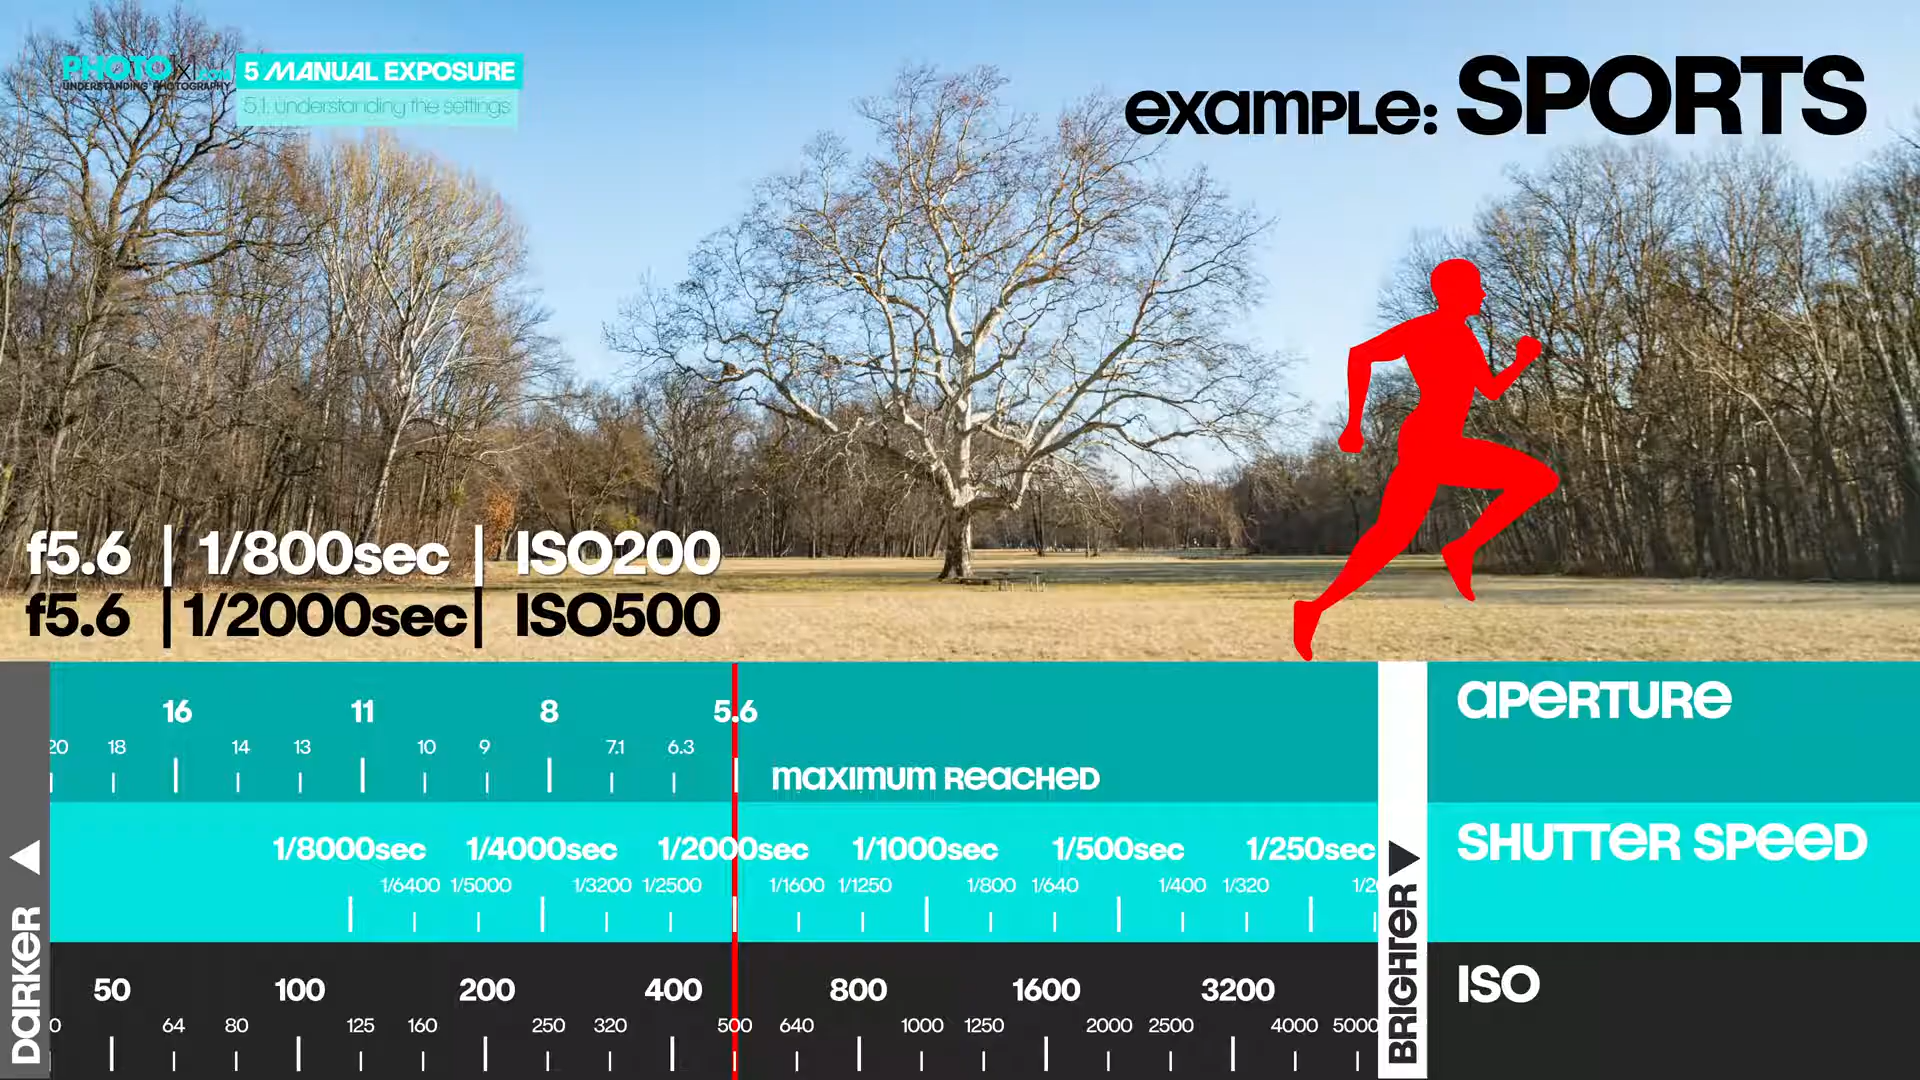 PHOTO1x1.com
UNDERSTANDING PHOTOGRAPHY
5 MANUAL EXPOSURE
5.1. understanding the settings
example: SPORTS
f5.6 | 1/800sec | ISO200
f5.6 | 1/2000sec | ISO500
APERTURE
16 11 8 5.6
20 18 14 13 10 9 7.1 6.3
maximum REACHED
SHUTTER SPEED
1/8000sec 1/4000sec 1/2000sec 1/1000sec 1/500sec 1/250sec
1/6400 1/5000 1/3200 1/2500 1/1600 1/1250 1/800 1/640 1/400 1/320
ISO
50 100 200 400 800 1600 3200
64 80 125 160 250 320 500 640 1000 1250 2000 2500 4000 5000
DARKER
BRIGHTER